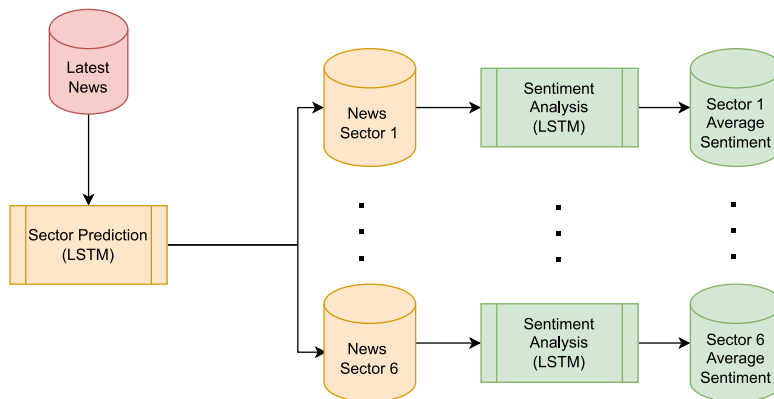 Latest
News
Sector Prediction
(LSTM)
News
Sector 1
Sentiment
Analysis
(LSTM)
Sector 1
Average
Sentiment
News
Sector 6
Sentiment
Analysis
(LSTM)
Sector 6
Average
Sentiment